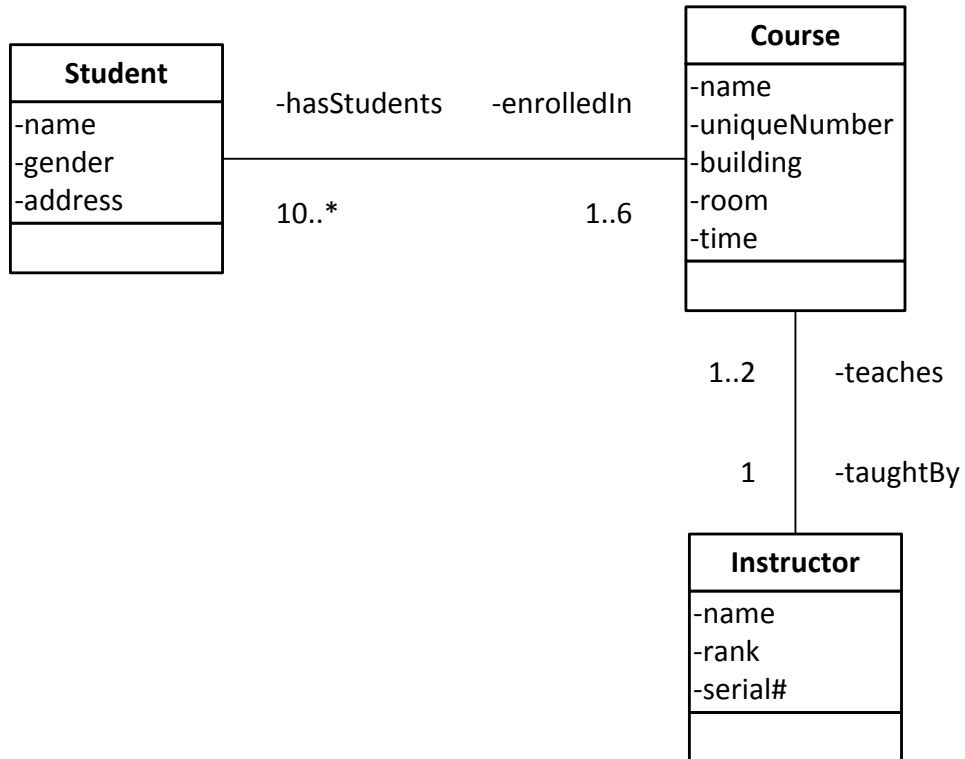 Student
-name
-gender
-address
-hasStudents
-enrolledIn
10..*
1..6
Course
-name
-uniqueNumber
-building
-room
-time
1..2
-teaches
1
-taughtBy
Instructor
-name
-rank
-serial#